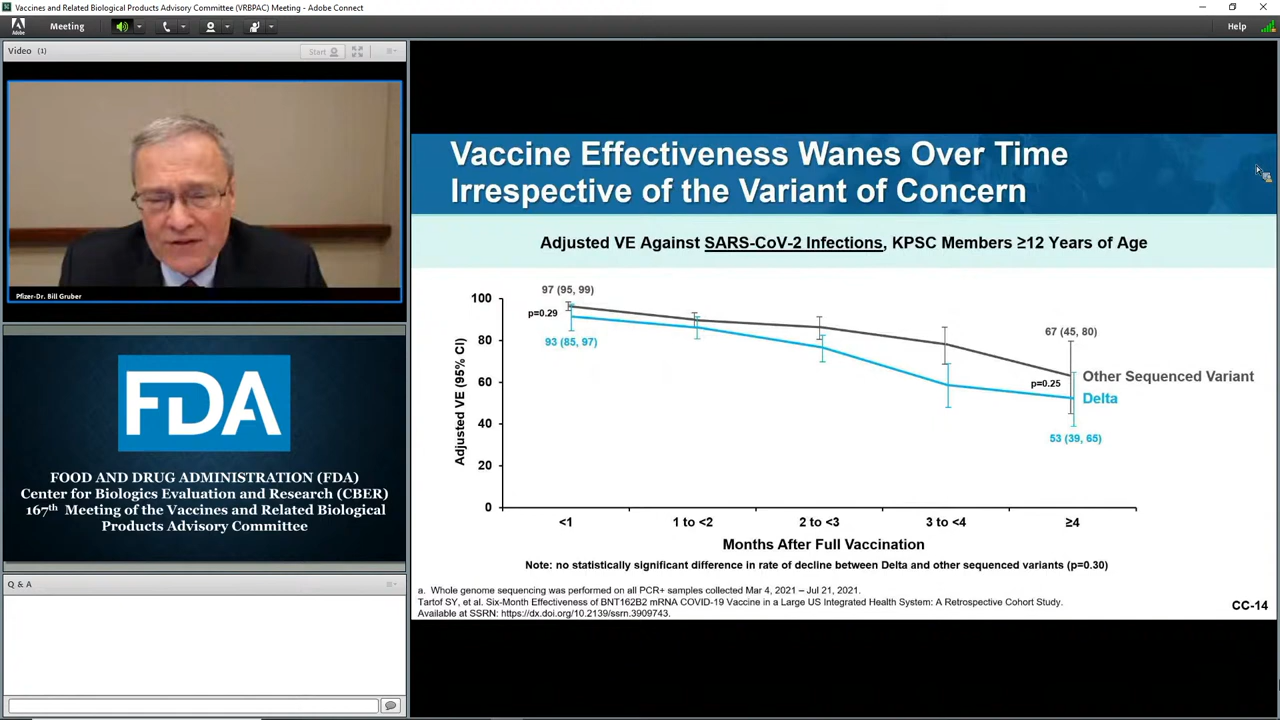 Vaccines and Related Biological Products Advisory Committee (VRBPAC) Meeting - Adobe Connect
Adobe
Meeting
Help
Video (1)
Start
Pfizer-Dr. Bill Gruber
FDA
FOOD AND DRUG ADMINISTRATION (FDA)
Center for Biologics Evaluation and Research (CBER)
167th Meeting of the Vaccines and Related Biological
Products Advisory Committee
Q & A
Vaccine Effectiveness Wanes Over Time
Irrespective of the Variant of Concern
Adjusted VE Against SARS-CoV-2 Infections, KPSC Members ≥12 Years of Age
Adjusted VE (95% CI)
100
80
60
40
20
0
97 (95, 99)
p=0.29
93 (85, 97)
67 (45, 80)
Other Sequenced Variant
p=0.25
Delta
53 (39, 65)
<1
1 to <2
2 to <3
3 to <4
≥4
Months After Full Vaccination
Note: no statistically significant difference in rate of decline between Delta and other sequenced variants (p=0.30)
a. Whole genome sequencing was performed on all PCR+ samples collected Mar 4, 2021 – Jul 21, 2021.
Tartof SY, et al. Six-Month Effectiveness of BNT162B2 mRNA COVID-19 Vaccine in a Large US Integrated Health System: A Retrospective Cohort Study.
Available at SSRN: https://dx.doi.org/10.2139/ssrn.3909743.
CC-14